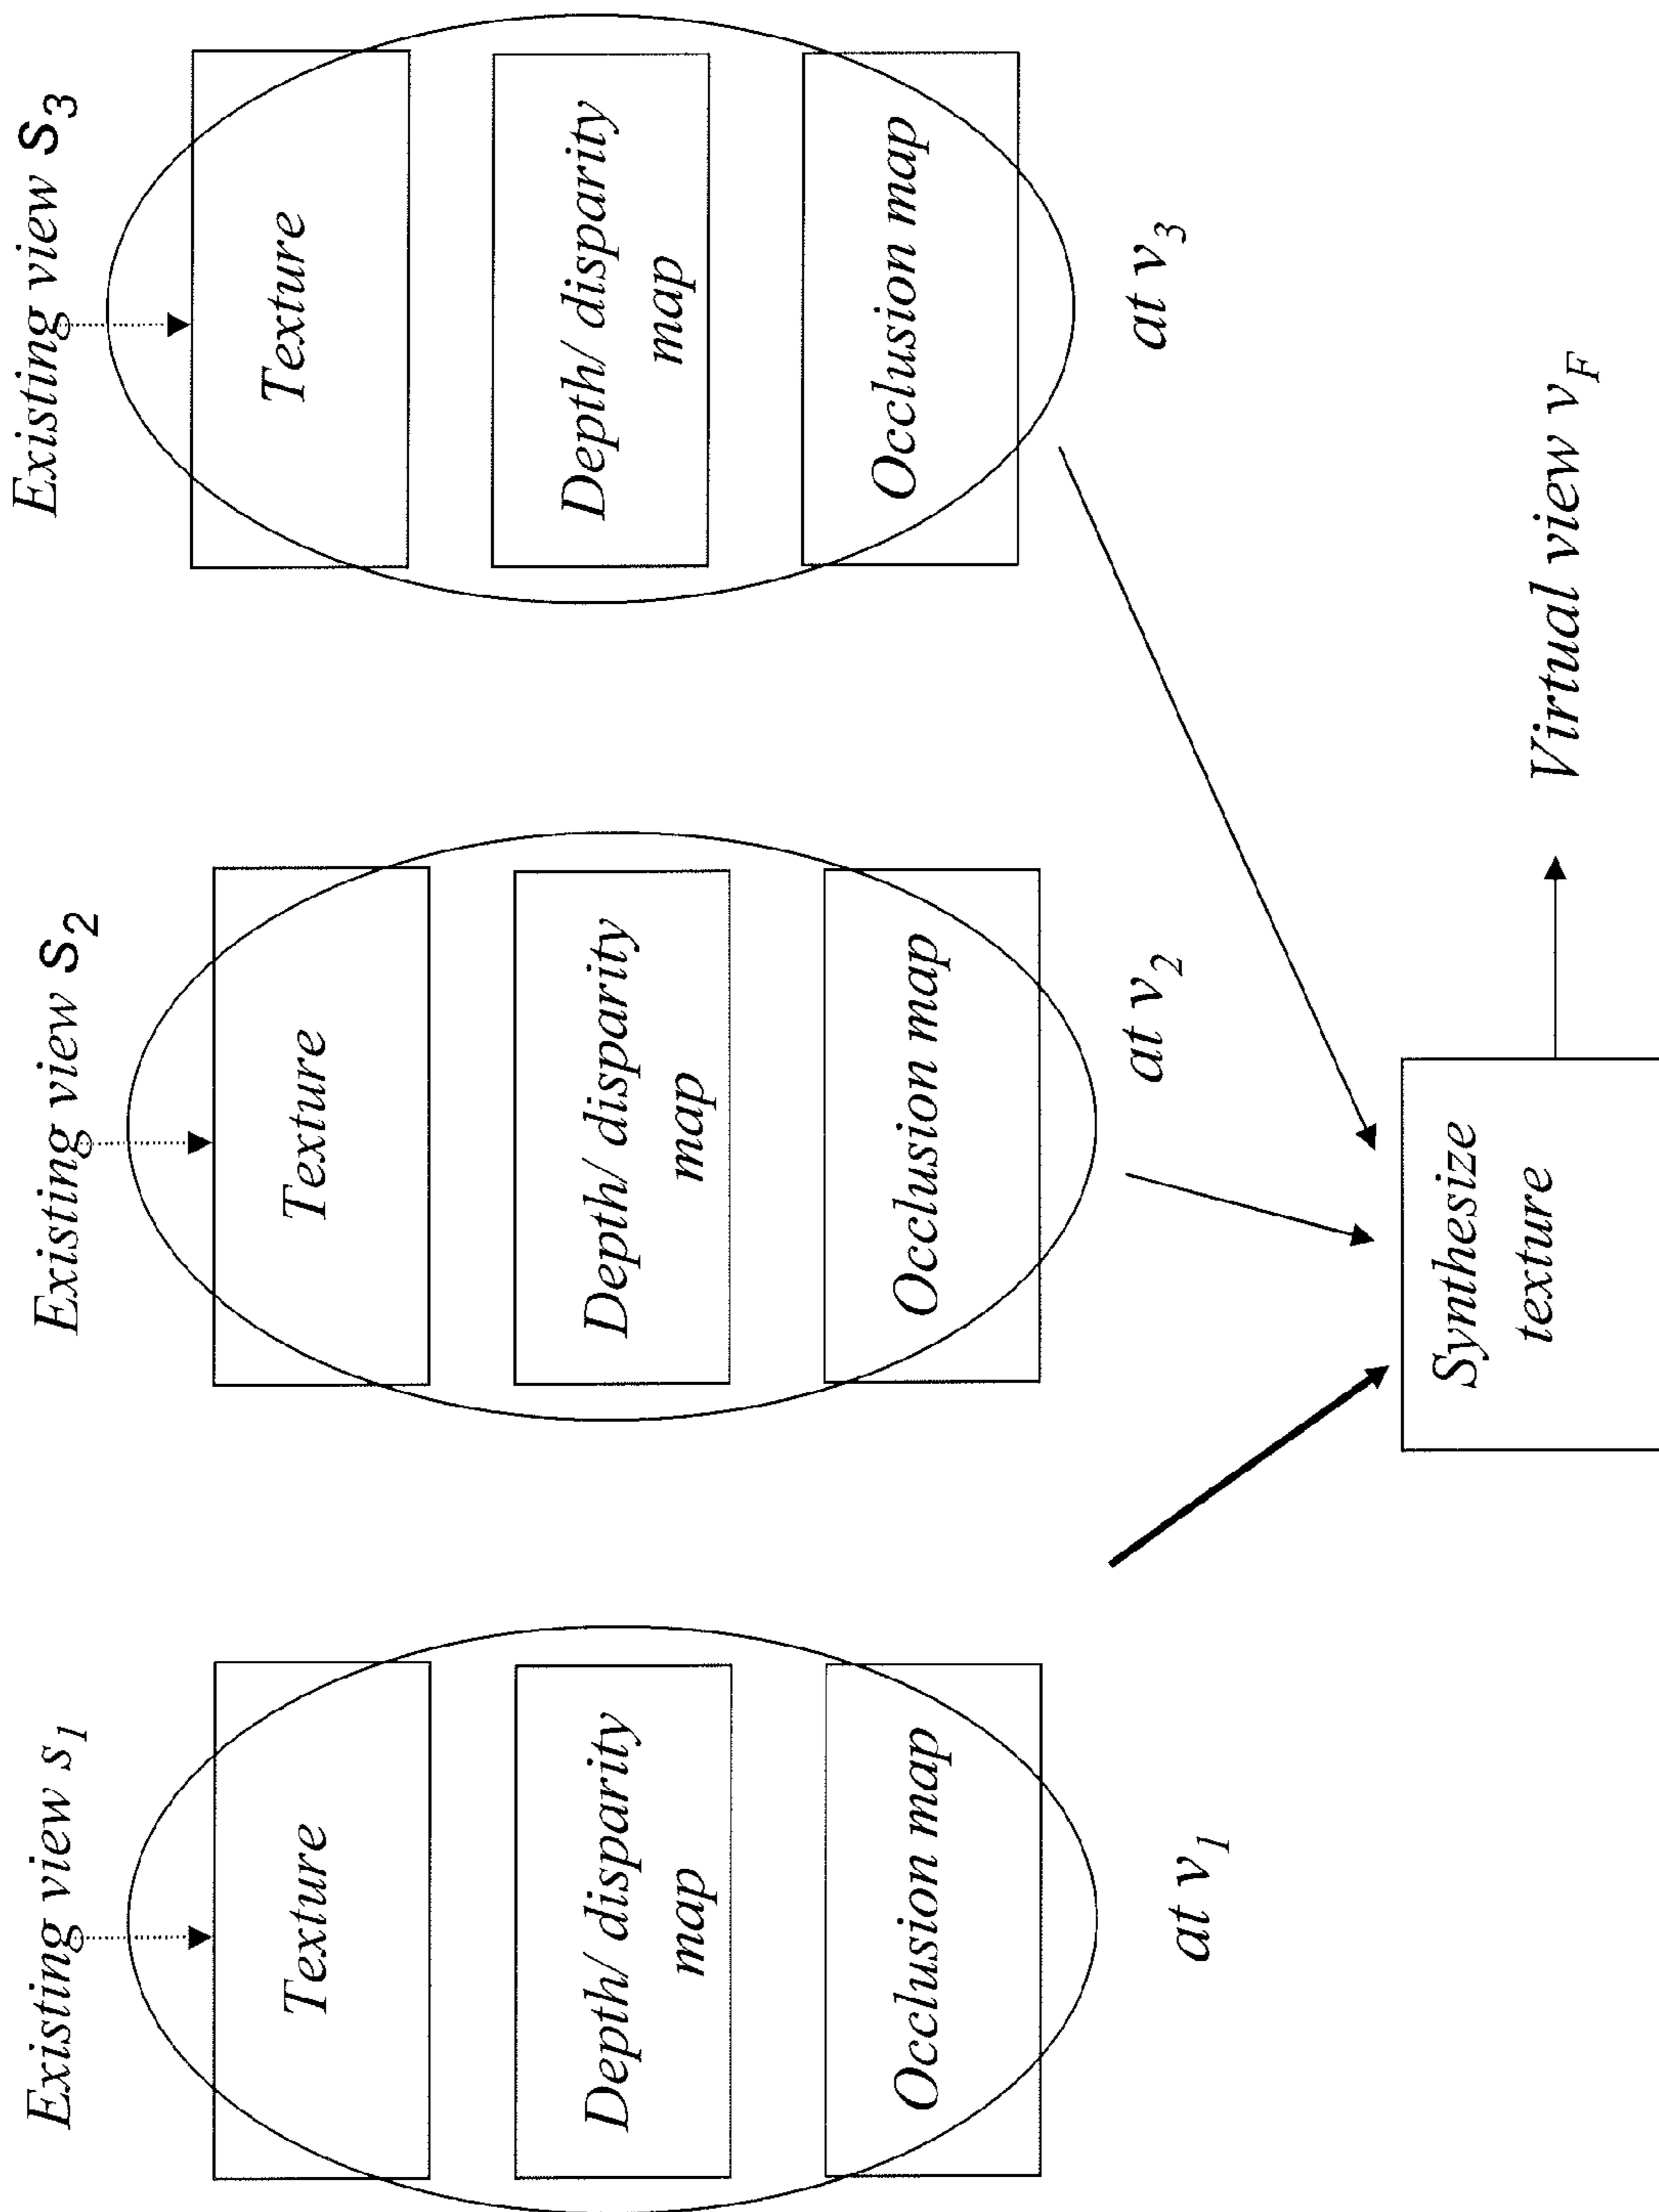 Existing view s1
Texture
Depth/ disparity
map
Occlusion map
at v1
Existing view S2
Texture
Depth/ disparity
map
Occlusion map
at v2
Existing view S3
Texture
Depth/ disparity
map
Occlusion map
at v3
Synthesize
texture
Virtual view vF